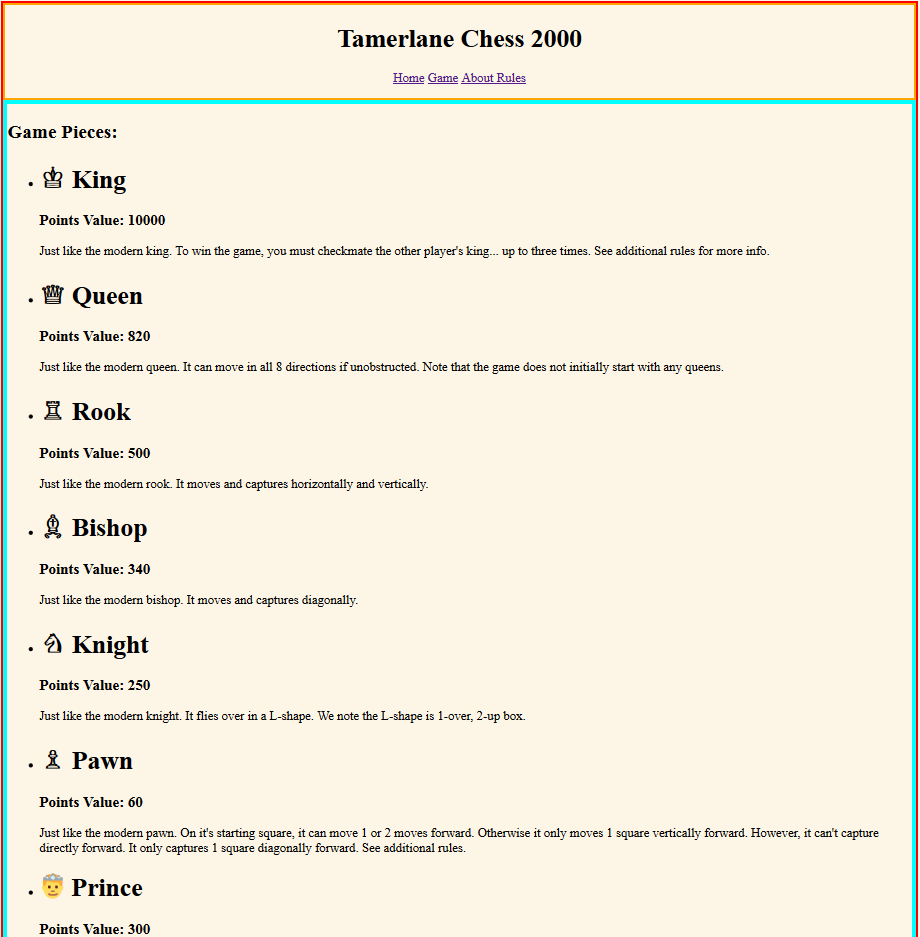 Tamerlane Chess 2000
Home Game About Rules
Game Pieces:
• ♔ King
Points Value: 10000
Just like the modern king. To win the game, you must checkmate the other player's king... up to three times. See additional rules for more info.
• ♕ Queen
Points Value: 820
Just like the modern queen. It can move in all 8 directions if unobstructed. Note that the game does not initially start with any queens.
• ♖ Rook
Points Value: 500
Just like the modern rook. It moves and captures horizontally and vertically.
• ♗ Bishop
Points Value: 340
Just like the modern bishop. It moves and captures diagonally.
• ♘ Knight
Points Value: 250
Just like the modern knight. It flies over in a L-shape. We note the L-shape is 1-over, 2-up box.
• ♙ Pawn
Points Value: 60
Just like the modern pawn. On it's starting square, it can move 1 or 2 moves forward. Otherwise it only moves 1 square vertically forward. However, it can't capture
directly forward. It only captures 1 square diagonally forward. See additional rules.
• 🤴 Prince
Points Value: 300